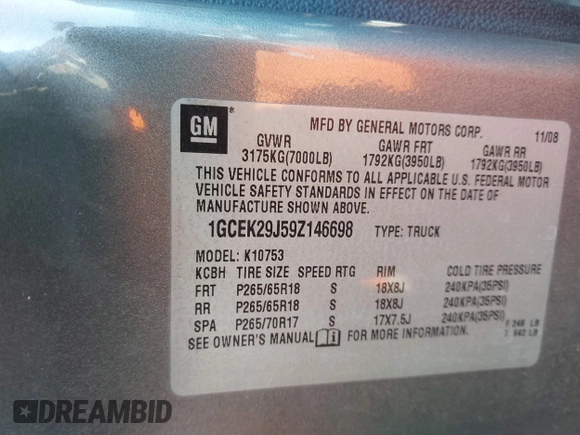 GM ®
MFD BY GENERAL MOTORS CORP. 11/08
GVWR GAWR FRT GAWR RR
3175KG(7000LB) 1792KG(3950LB) 1792KG(3950LB)
THIS VEHICLE CONFORMS TO ALL APPLICABLE U.S. FEDERAL MOTOR
VEHICLE SAFETY STANDARDS IN EFFECT ON THE DATE OF
MANUFACTURE SHOWN ABOVE.
1GCEK29J59Z146698 TYPE: TRUCK
MODEL: K10753
KCBH TIRE SIZE SPEED RTG RIM COLD TIRE PRESSURE
FRT P265/65R18 S 18X8J 240KPA(35PSI)
RR P265/65R18 S 18X8J 240KPA(35PSI)
SPA P265/70R17 S 17X7.5J 240KPA(35PSI)
F. 248 LB
SEE OWNER'S MANUAL i FOR MORE INFORMATION. T. 542 LB
DREAMBID